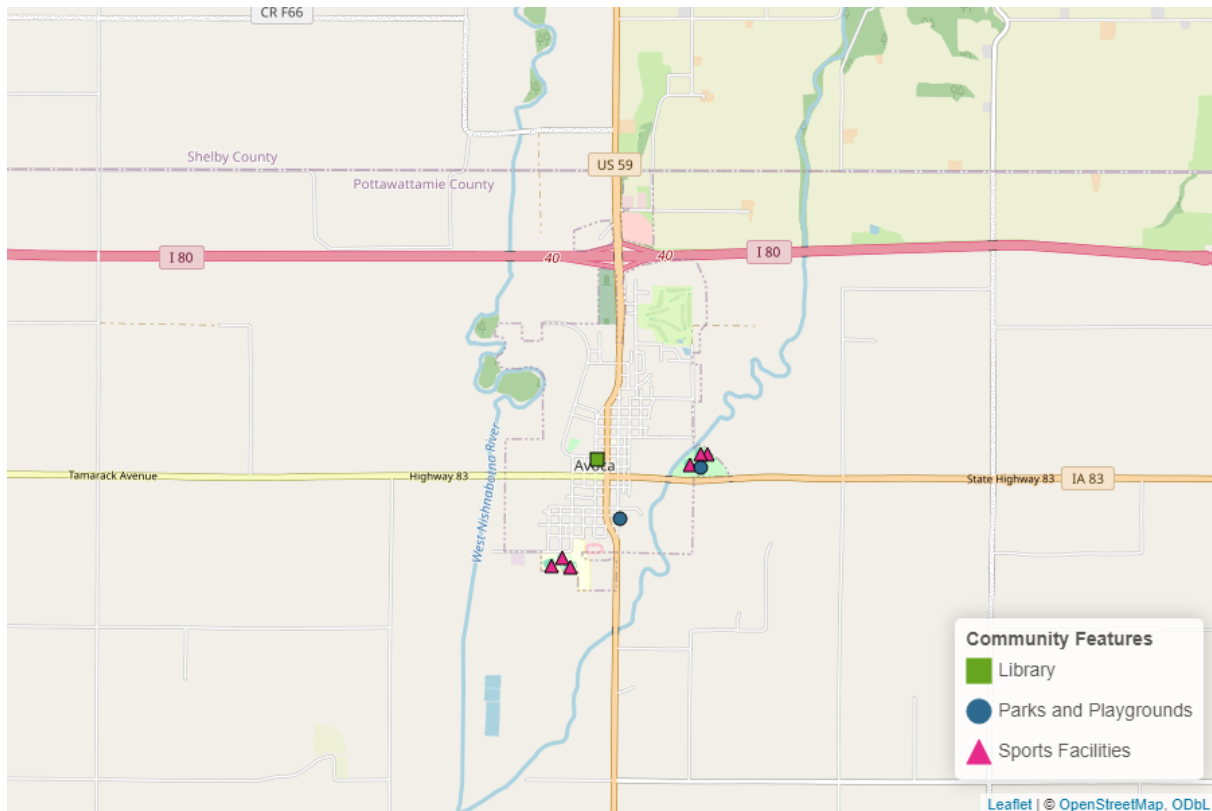 CR F66
Shelby County
US 59
Pottawattamie County
I 80
40
40
I 80
West Nishnabotna River
Avoca
Tamarack Avenue
Highway 83
State Highway 83
IA 83
Community Features
Library
Parks and Playgrounds
Sports Facilities
Leaflet | © OpenStreetMap, ODbL